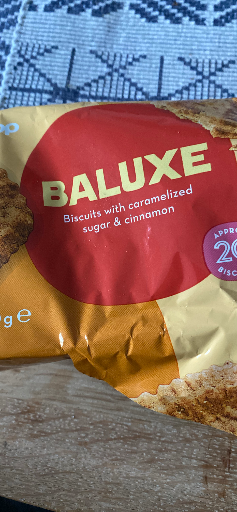 BALUXE
Biscuits with caramelized
sugar & cinnamon
g e